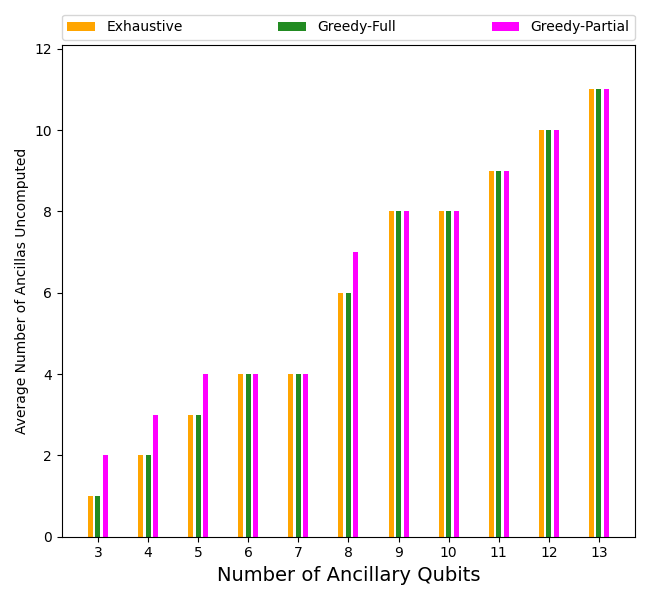 Exhaustive Greedy-Full Greedy-Partial
12
10
8
6
4
2
0
Average Number of Ancillas Uncomputed
3 4 5 6 7 8 9 10 11 12 13
Number of Ancillary Qubits